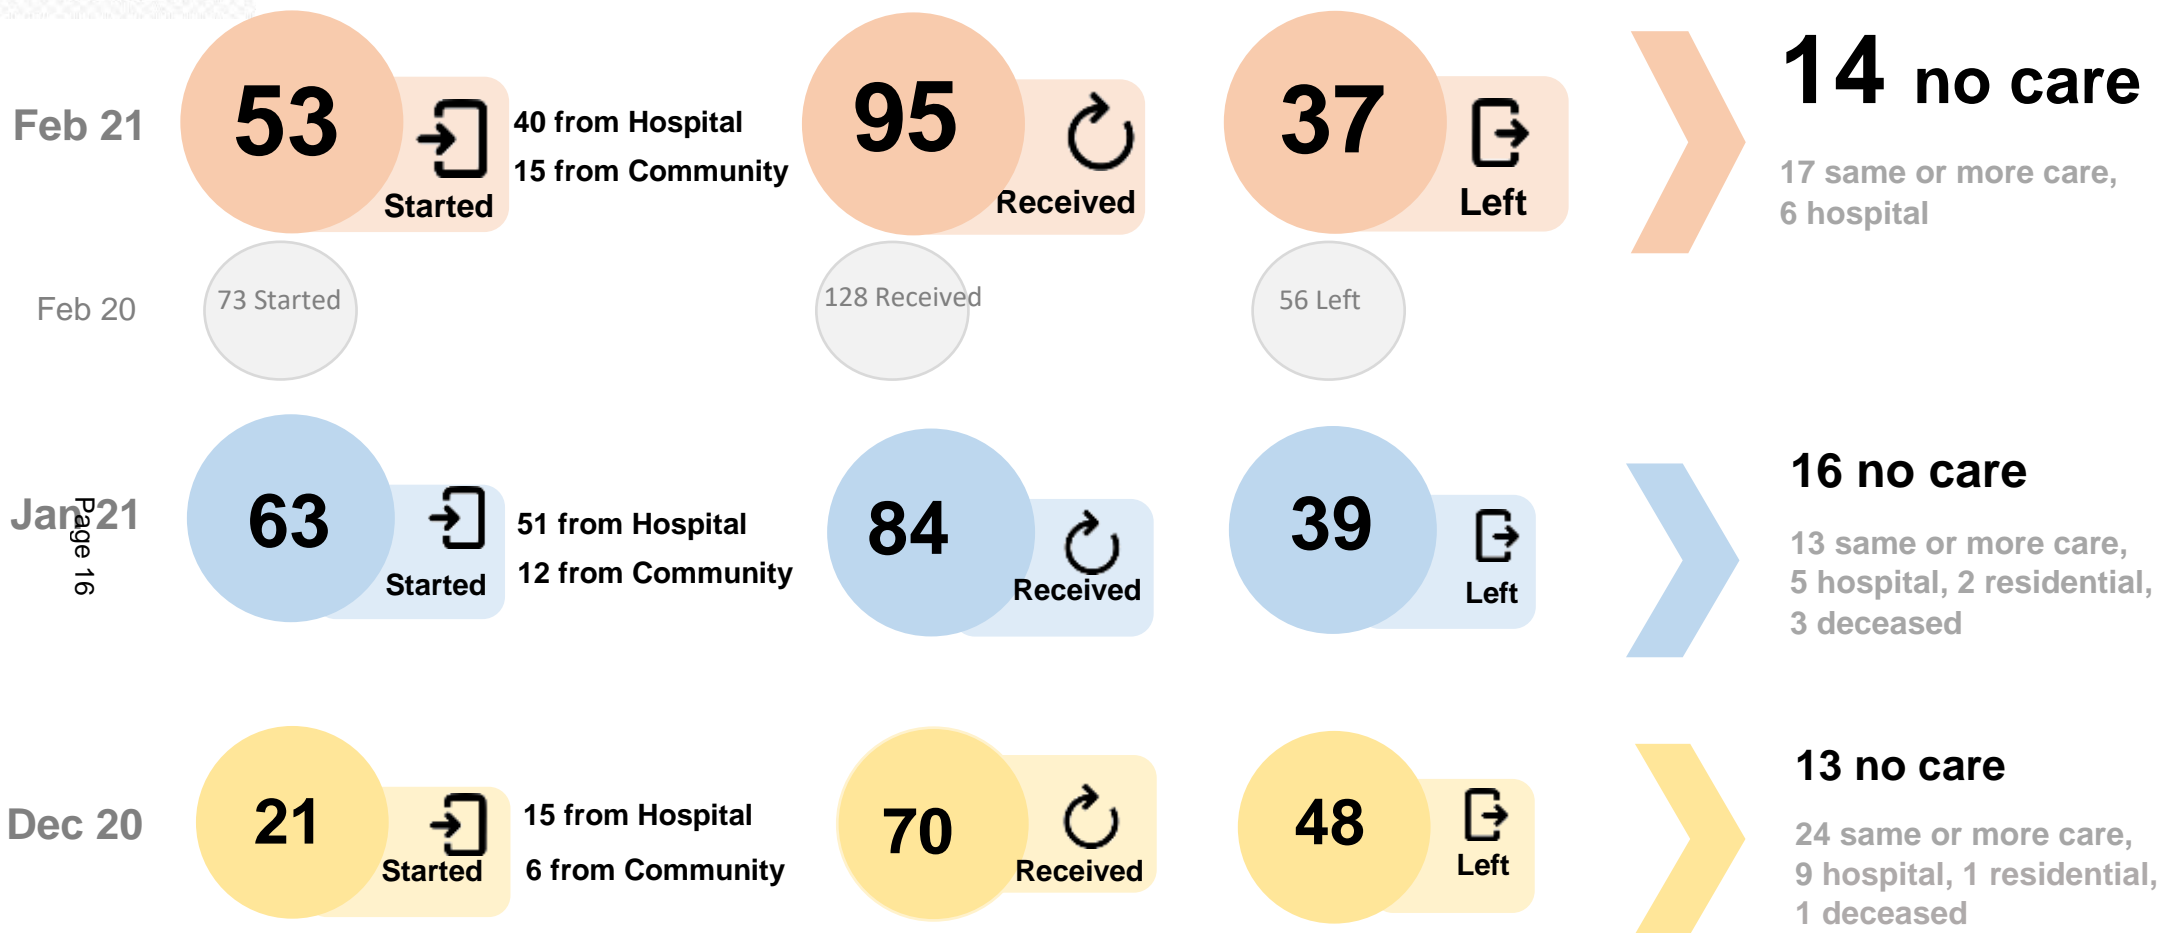 Feb 21
53
Started
40 from Hospital
15 from Community
95
Received
37
Left
14 no care
17 same or more care,
6 hospital
Feb 20
73 Started
128 Received
56 Left
Jan 21
Page 16
63
Started
51 from Hospital
12 from Community
84
Received
39
Left
16 no care
13 same or more care,
5 hospital, 2 residential,
3 deceased
Dec 20
21
Started
15 from Hospital
6 from Community
70
Received
48
Left
13 no care
24 same or more care,
9 hospital, 1 residential,
1 deceased